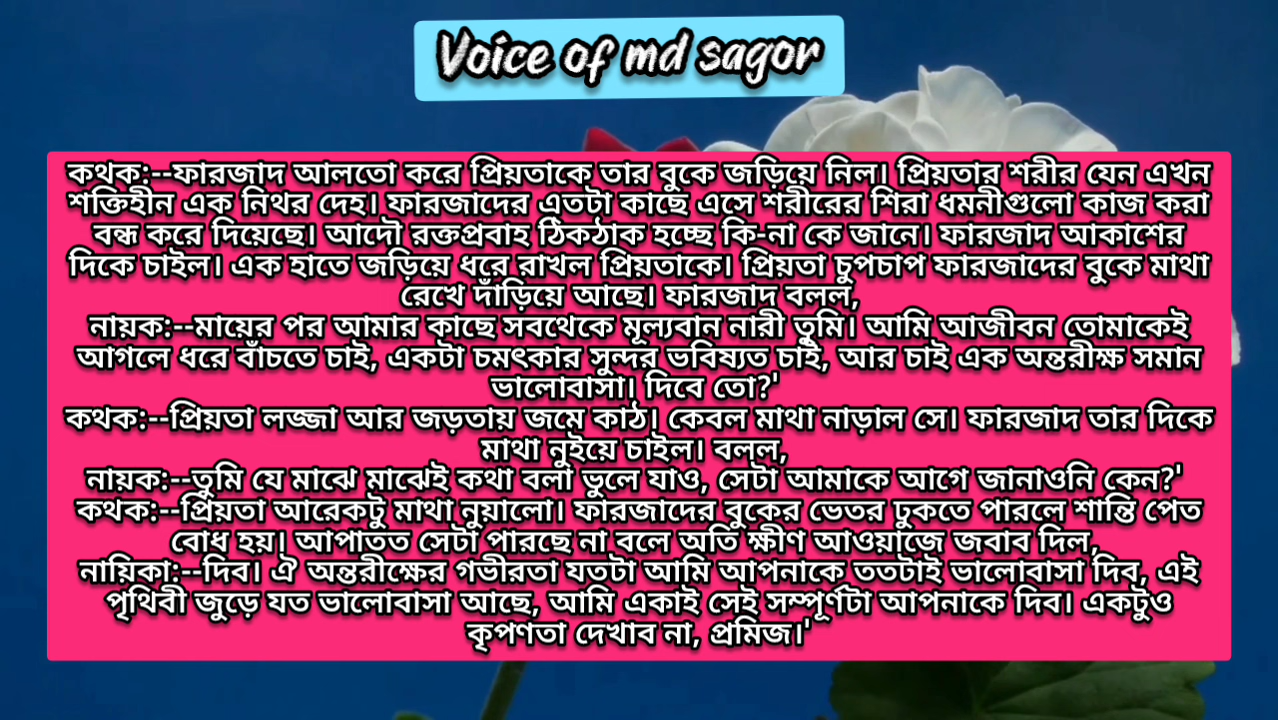 Voice of md sagor
কথক:--ফারজাদ আলতো করে প্রিয়তাকে তার বুকে জড়িয়ে নিল। প্রিয়তার শরীর যেন এখন
শক্তিহীন এক নিথর দেহ। ফারজাদের এতটা কাছে এসে শরীরের শিরা ধমনীগুলো কাজ করা
বন্ধ করে দিয়েছে। আদৌ রক্তপ্রবাহ ঠিকঠাক হচ্ছে কি-না কে জানে। ফারজাদ আকাশের
দিকে চাইল। এক হাতে জড়িয়ে ধরে রাখল প্রিয়তাকে। প্রিয়তা চুপচাপ ফারজাদের বুকে মাথা
রেখে দাঁড়িয়ে আছে। ফারজাদ বলল,
নায়ক:--মায়ের পর আমার কাছে সবথেকে মূল্যবান নারী তুমি। আমি আজীবন তোমাকেই
আগলে ধরে বাঁচতে চাই, একটা চমৎকার সুন্দর ভবিষ্যত চাই, আর চাই এক অন্তরীক্ষ সমান
ভালোবাসা। দিবে তো?'
কথক:--প্রিয়তা লজ্জা আর জড়তায় জমে কাঠ। কেবল মাথা নাড়াল সে। ফারজাদ তার দিকে
মাথা নুইয়ে চাইল। বলল,
নায়ক:--তুমি যে মাঝে মাঝেই কথা বলা ভুলে যাও, সেটা আমাকে আগে জানাওনি কেন?'
কথক:--প্রিয়তা আরেকটু মাথা নুয়ালো। ফারজাদের বুকের ভেতর ঢুকতে পারলে শান্তি পেত
বোধ হয়। আপাতত সেটা পারছে না বলে অতি ক্ষীণ আওয়াজে জবাব দিল,
নায়িকা:--দিব। ঐ অন্তরীক্ষের গভীরতা যতটা আমি আপনাকে ততটাই ভালোবাসা দিব, এই
পৃথিবী জুড়ে যত ভালোবাসা আছে, আমি একাই সেই সম্পূর্ণটা আপনাকে দিব। একটুও
কৃপণতা দেখাব না, প্রমিজ।'